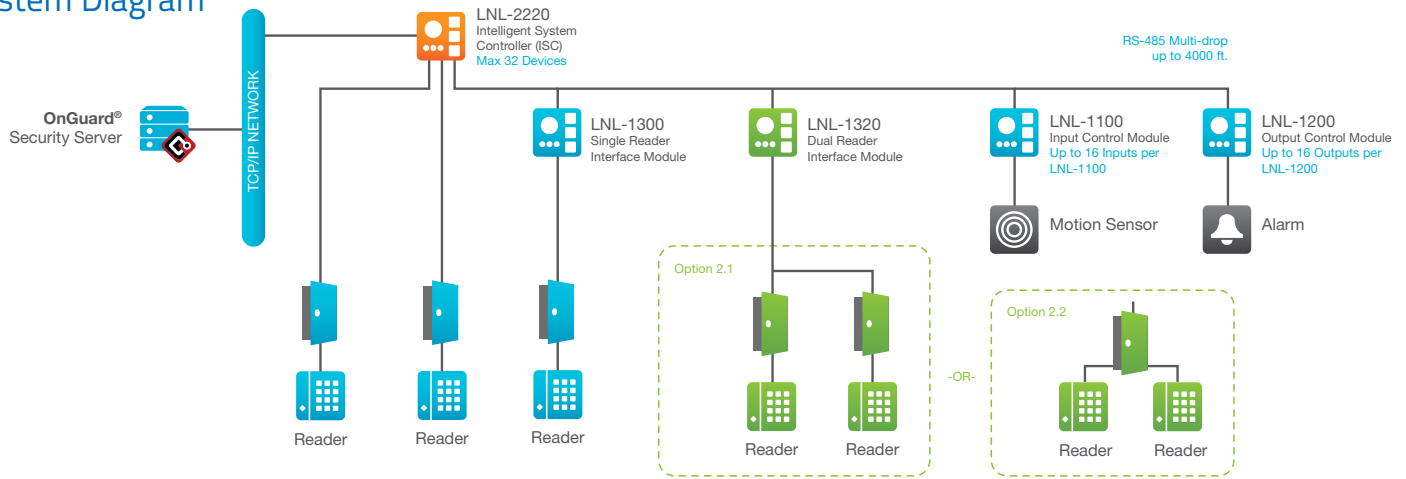 stem Diagram
LNL-2220
Intelligent System
Controller (ISC)
Max 32 Devices
RS-485 Multi-drop
up to 4000 ft.
OnGuard®
Security Server
TCP/IP NETWORK
LNL-1300
Single Reader
Interface Module
LNL-1320
Dual Reader
Interface Module
LNL-1100
Input Control Module
Up to 16 Inputs per
LNL-1100
LNL-1200
Output Control Module
Up to 16 Outputs per
LNL-1200
Motion Sensor
Alarm
Option 2.1
Option 2.2
-OR-
Reader
Reader
Reader
Reader
Reader
Reader
Reader